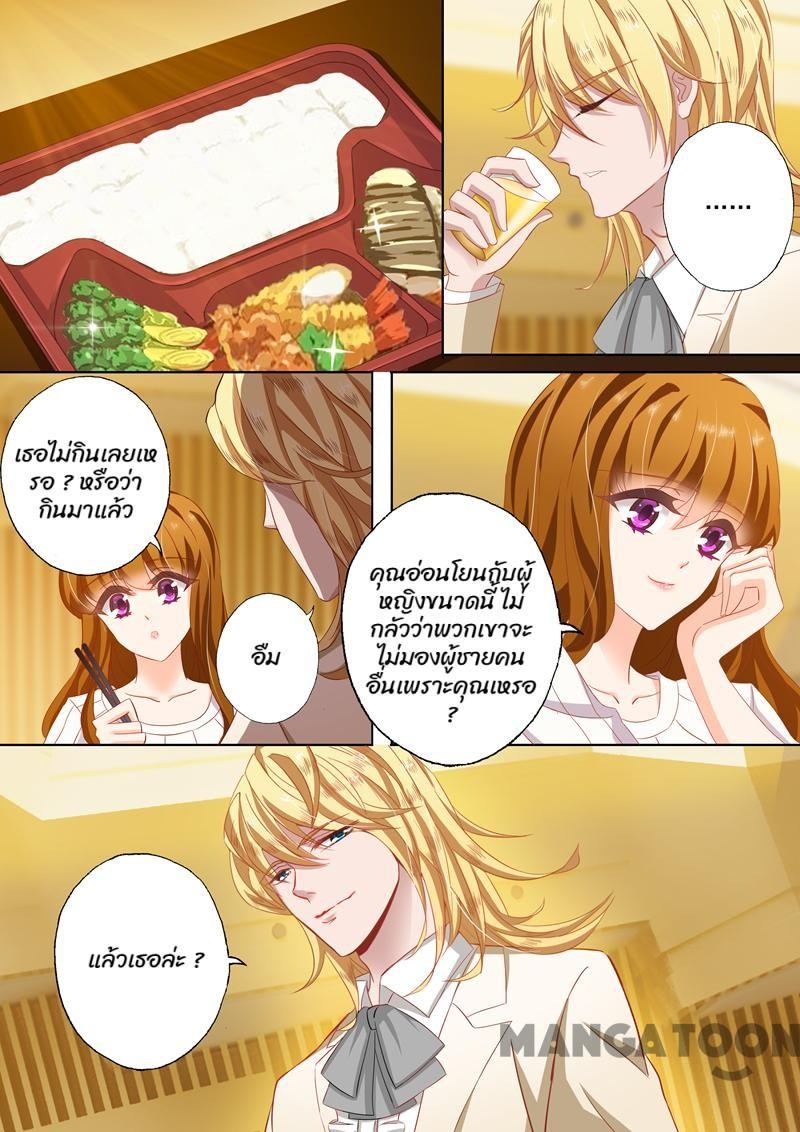 ......
เธอไม่กินเลยเห
รอ ? หรือว่า
กินมาแล้ว
อืม
คุณอ่อนโยนกับผู้
หญิงขนาดนี้ ไม่
กลัวว่าพวกเขาจะ
ไม่มองผู้ชายคน
อื่นเพราะคุณเหรอ
?
แล้วเธอล่ะ ?
MANGATOON